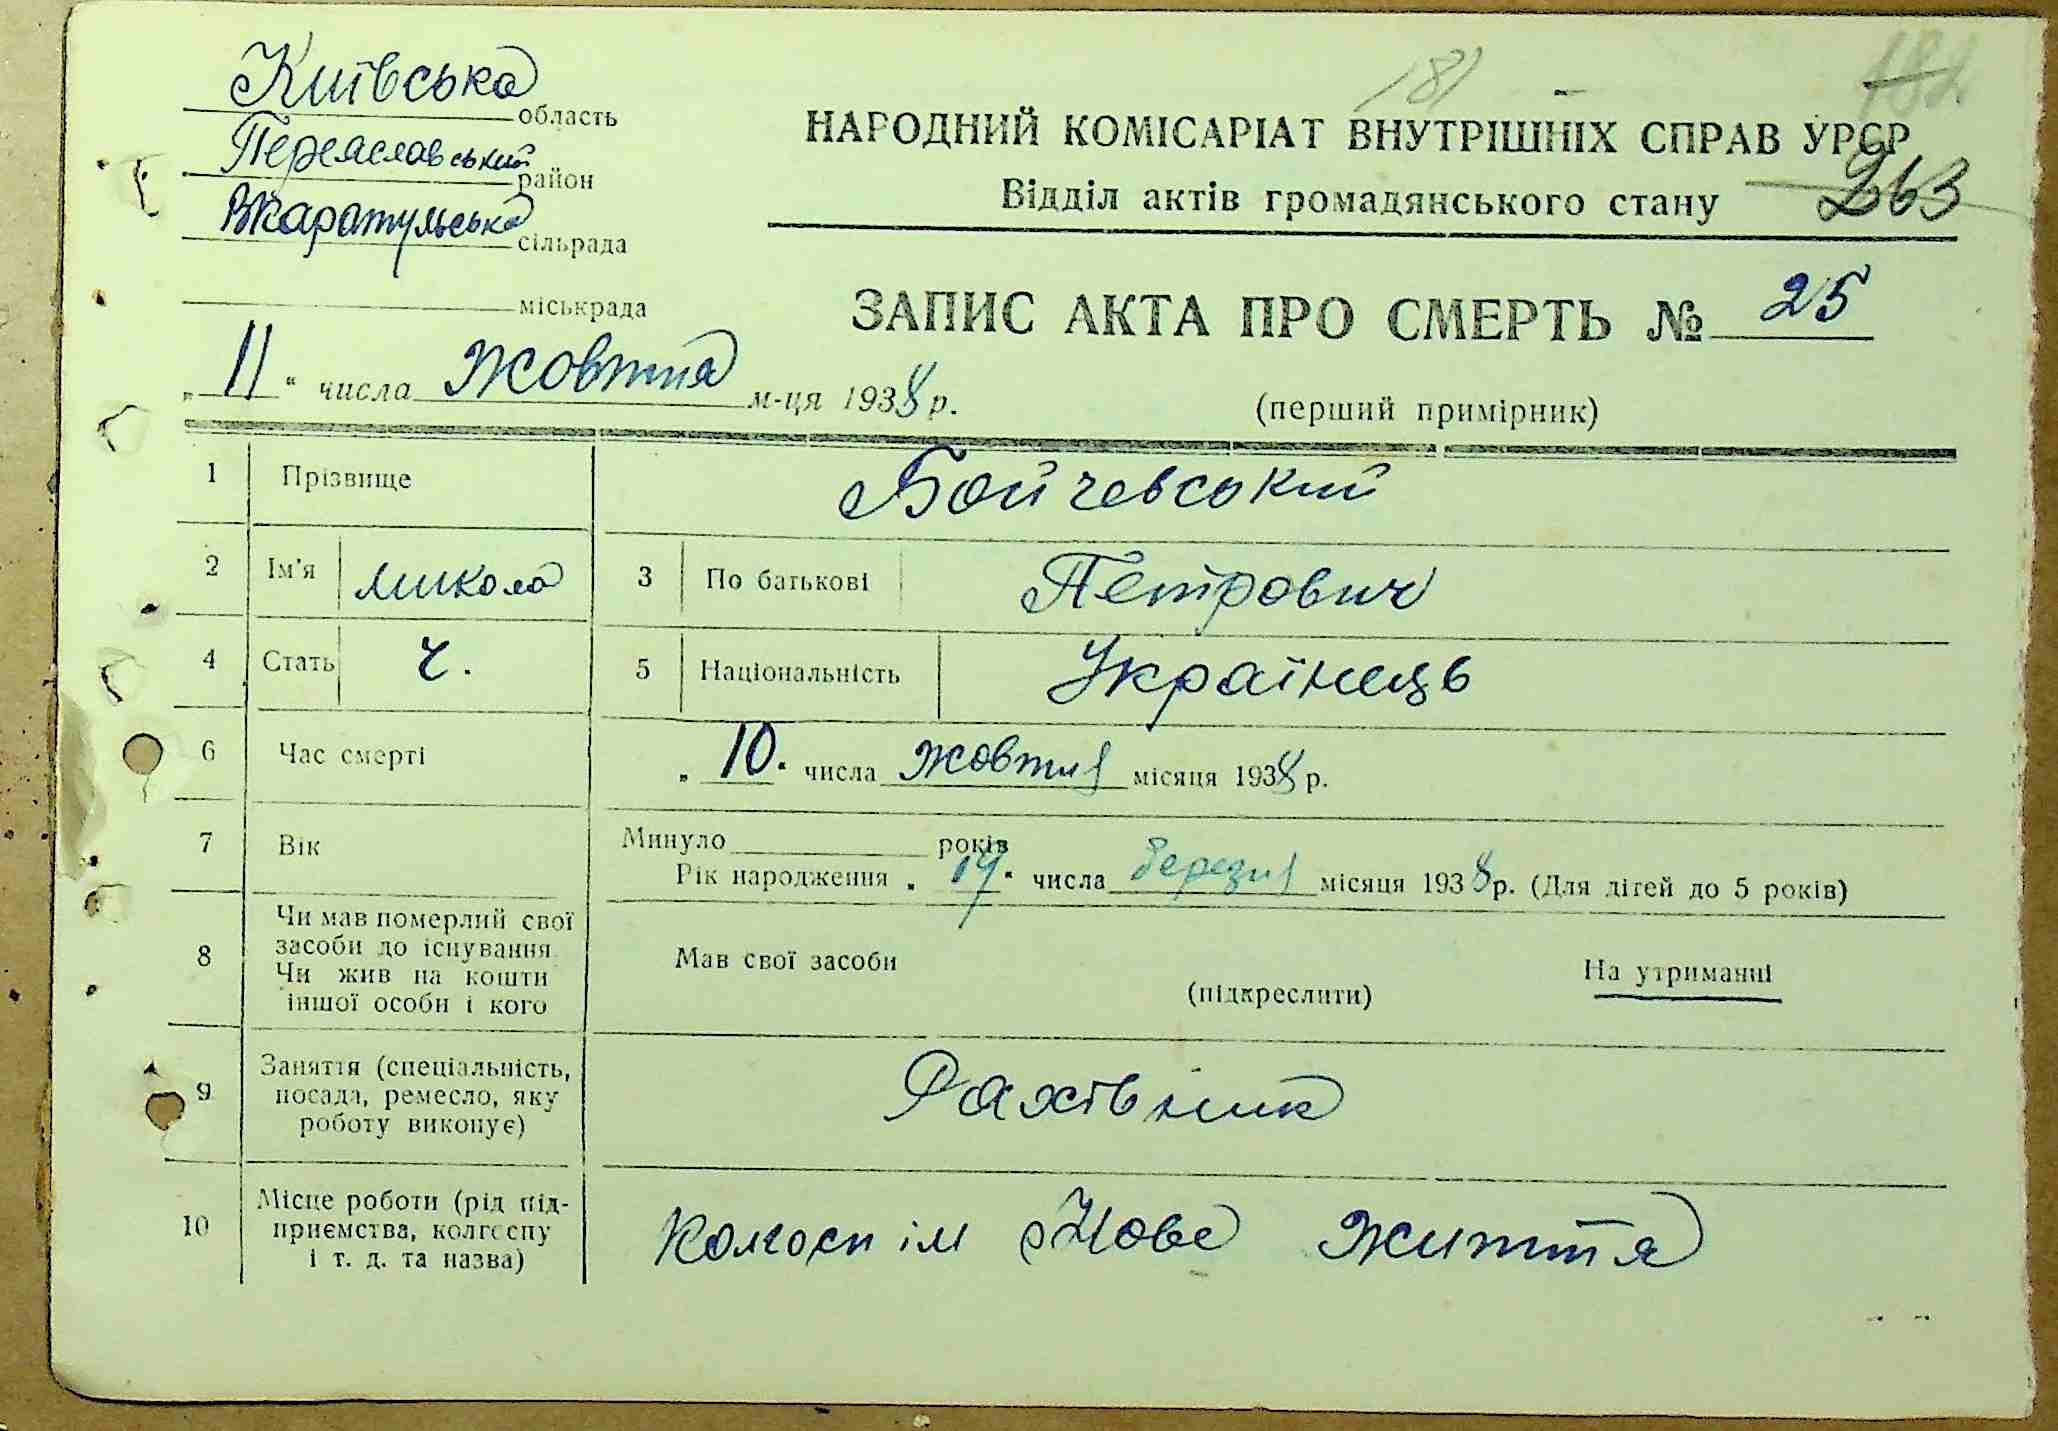 Київська
область
Переяславський
район
Вкаратульська
сільрада
міськрада
181
НАРОДНИЙ КОМІСАРІАТ ВНУТРІШНІХ СПРАВ УРСР
Відділ актів громадянського стану
263
ЗАПИС АКТА ПРО СМЕРТЬ № 25
„ 11 “ числа Жовтня м-ця 1938 р.
(перший примірник)
1 Прізвище Бойчевський
2 Ім'я Микола 3 По батькові Петрович
4 Стать ч. 5 Національність Українець
6 Час смерті „ 10. числа жовтня місяця 1938 р.
7 Вік Минуло років
Рік народження „ “ числа березня місяця 1938 р. (Для дітей до 5 років)
8 Чи мав померлий свої
засоби до існування
Чи жив на кошти
іншої особи і кого
Мав свої засоби
(підкреслити)
На утриманні
9 Заняття (спеціальність,
посада, ремесло, яку
роботу виконує)
Рахівник
10 Місце роботи (рід під-
приємства, колгоспу
і т. д. та назва)
Колгосп ім Нове життя